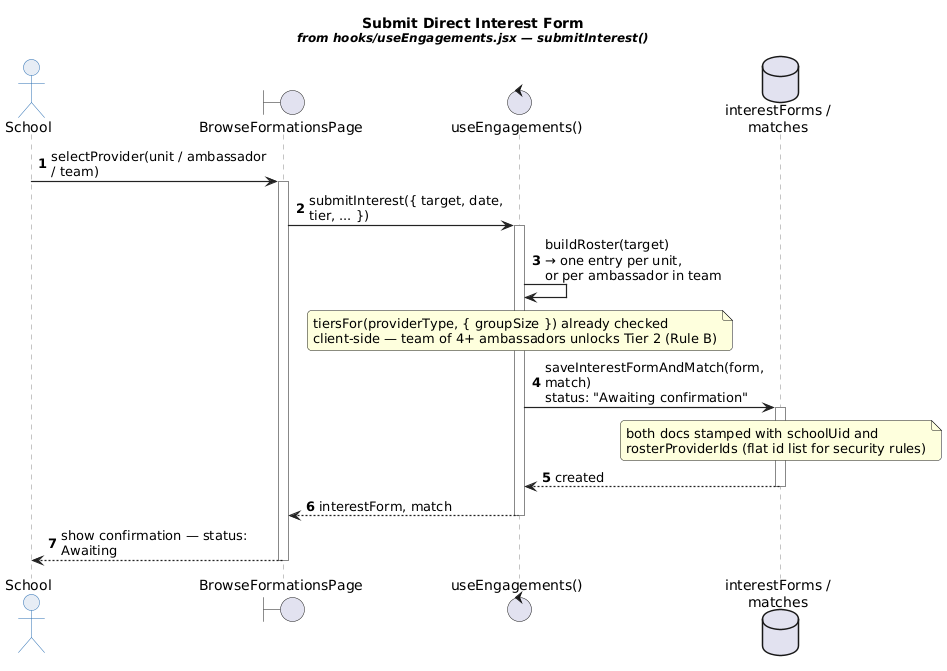 Submit Direct Interest Form
from hooks/useEngagements.jsx — submitInterest()
School
BrowseFormationsPage
useEngagements()
interestForms /
matches
1 selectProvider(unit / ambassador
/ team)
2 submitInterest({ target, date,
tier, ... })
3 buildRoster(target)
→ one entry per unit,
or per ambassador in team
tiersFor(providerType, { groupSize }) already checked
client-side — team of 4+ ambassadors unlocks Tier 2 (Rule B)
4 saveInterestFormAndMatch(form,
match)
status: "Awaiting confirmation"
both docs stamped with schoolUid and
rosterProviderIds (flat id list for security rules)
5 created
6 interestForm, match
7 show confirmation — status:
Awaiting
School
BrowseFormationsPage
useEngagements()
interestForms /
matches